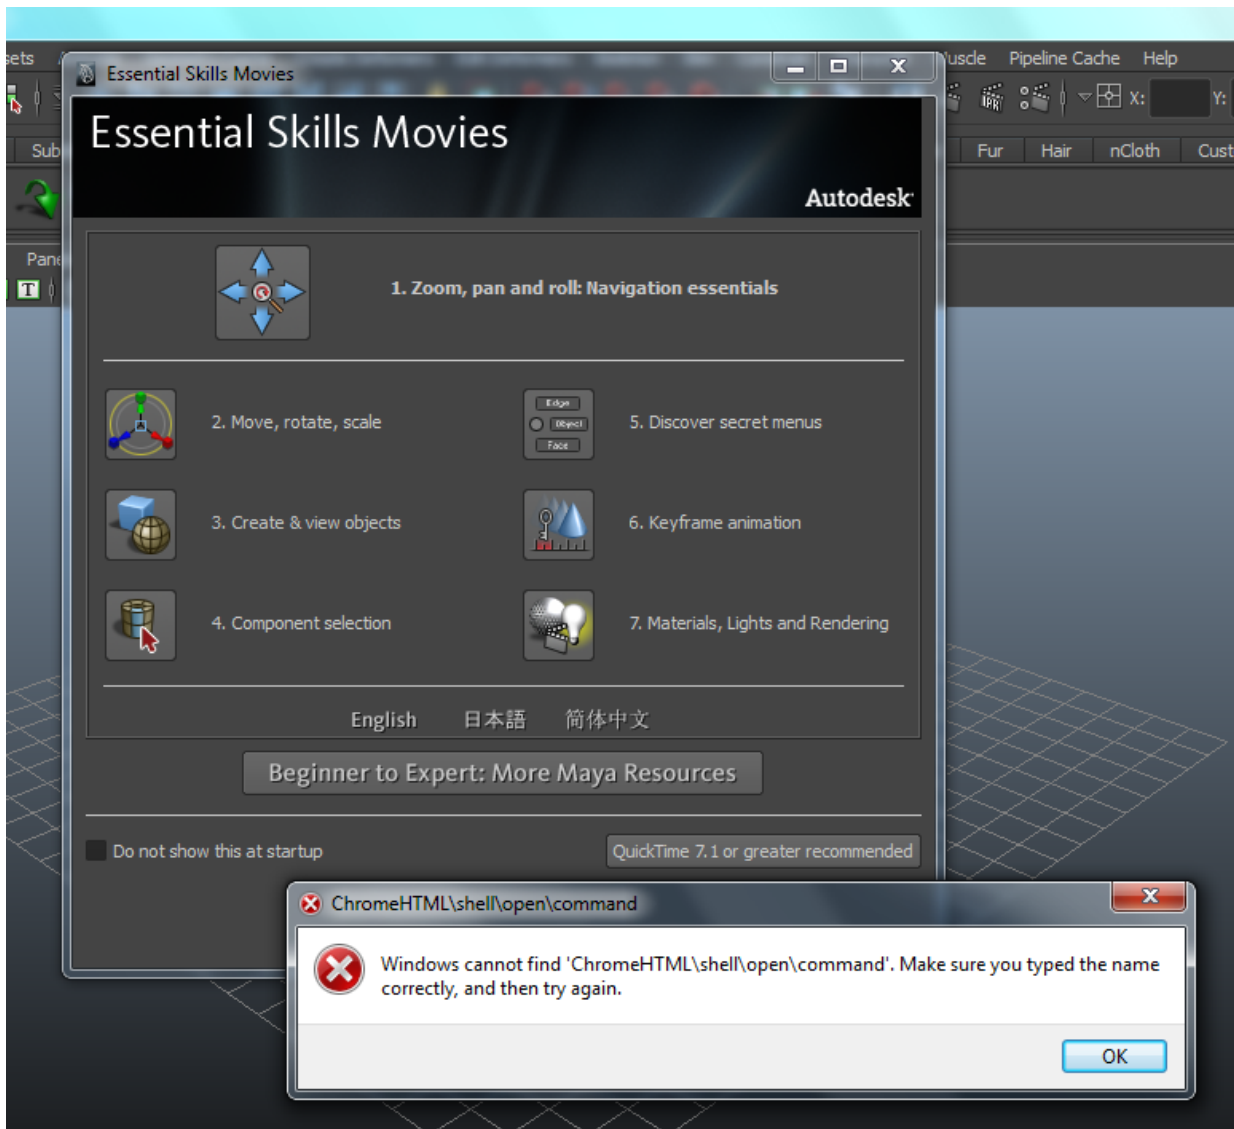 Essential Skills Movies
Pipeline Cache Help
IPR X: Y:
Essential Skills Movies
Autodesk
Fur Hair nCloth
T
1. Zoom, pan and roll: Navigation essentials
2. Move, rotate, scale
Edge
Object
Face
5. Discover secret menus
3. Create & view objects
6. Keyframe animation
4. Component selection
7. Materials, Lights and Rendering
English 日本語 简体中文
Beginner to Expert: More Maya Resources
Do not show this at startup
QuickTime 7.1 or greater recommended
ChromeHTML\shell\open\command
Windows cannot find 'ChromeHTML\shell\open\command'. Make sure you typed the name
correctly, and then try again.
OK